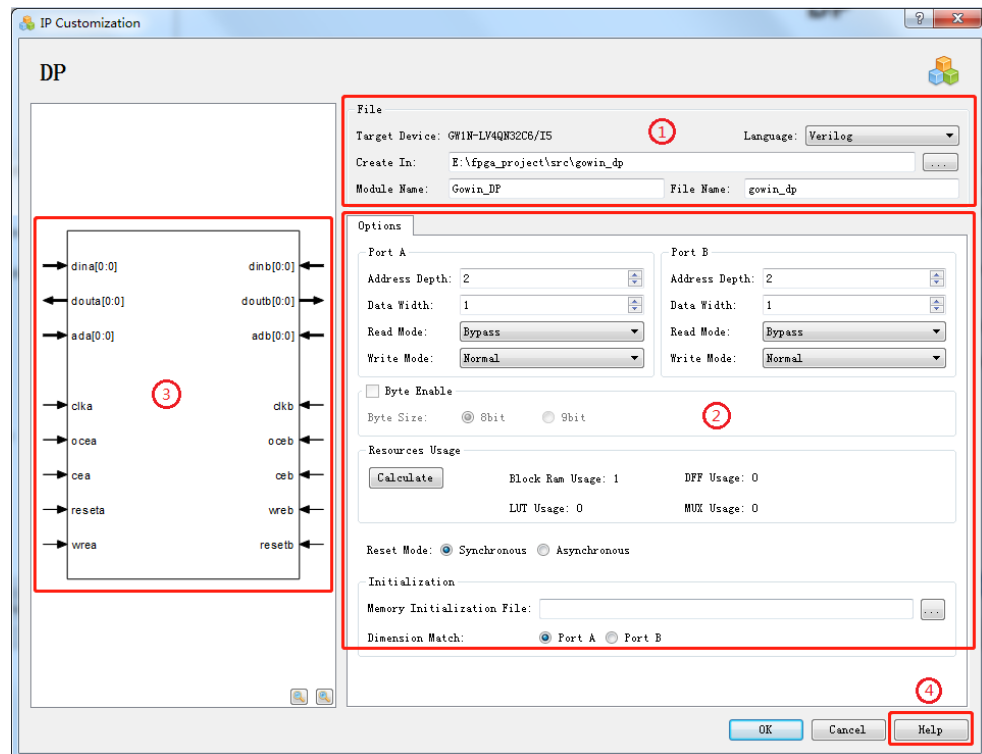 IP Customization
DP
File
Target Device: GW1N-LV4QN32C6/I5
1
Language: Verilog
Create In: E:\fpga_project\src\gowin_dp ...
Module Name: Gowin_DP File Name: gowin_dp
Options
Port A Port B
Address Depth: 2 Address Depth: 2
Data Width: 1 Data Width: 1
Read Mode: Bypass Read Mode: Bypass
Write Mode: Normal Write Mode: Normal
Byte Enable
Byte Size: 8bit 9bit
2
Resources Usage
Calculate Block Ram Usage: 1 DFF Usage: 0
LUT Usage: 0 MUX Usage: 0
Reset Mode: Synchronous Asynchronous
Initialization
Memory Initialization File: ...
Dimension Match: Port A Port B
dina[0:0] dinb[0:0]
douta[0:0] doutb[0:0]
ada[0:0] adb[0:0]
3
clka clkb
ocea oceb
cea ceb
reseta wreb
wrea resetb
4
OK Cancel Help